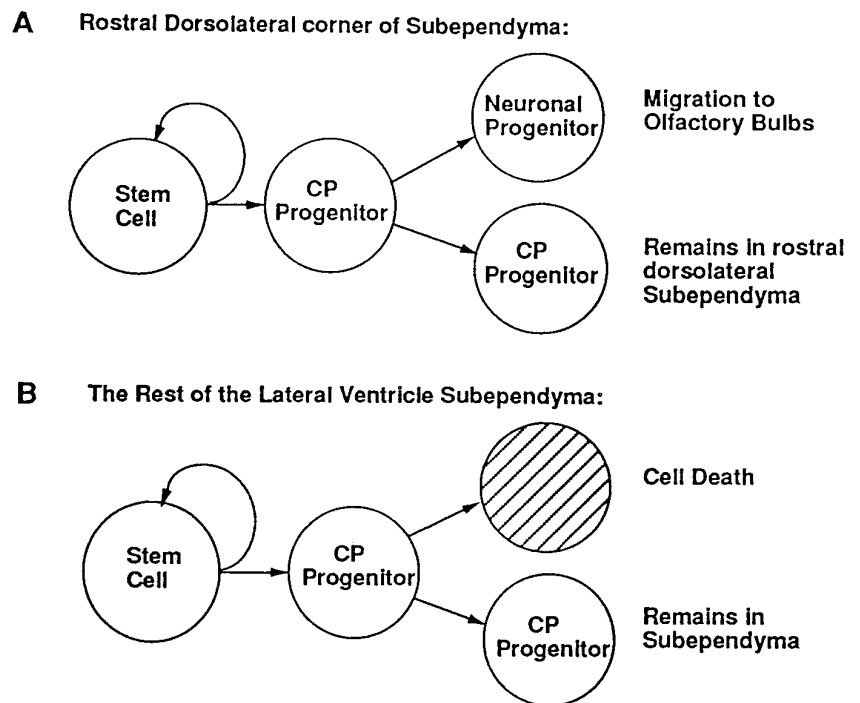 A Rostral Dorsolateral corner of Subependyma:
Stem
Cell
CP
Progenitor
Neuronal
Progenitor
Migration to
Olfactory Bulbs
CP
Progenitor
Remains in rostral
dorsolateral
Subependyma
B The Rest of the Lateral Ventricle Subependyma:
Stem
Cell
CP
Progenitor
Cell Death
CP
Progenitor
Remains in
Subependyma